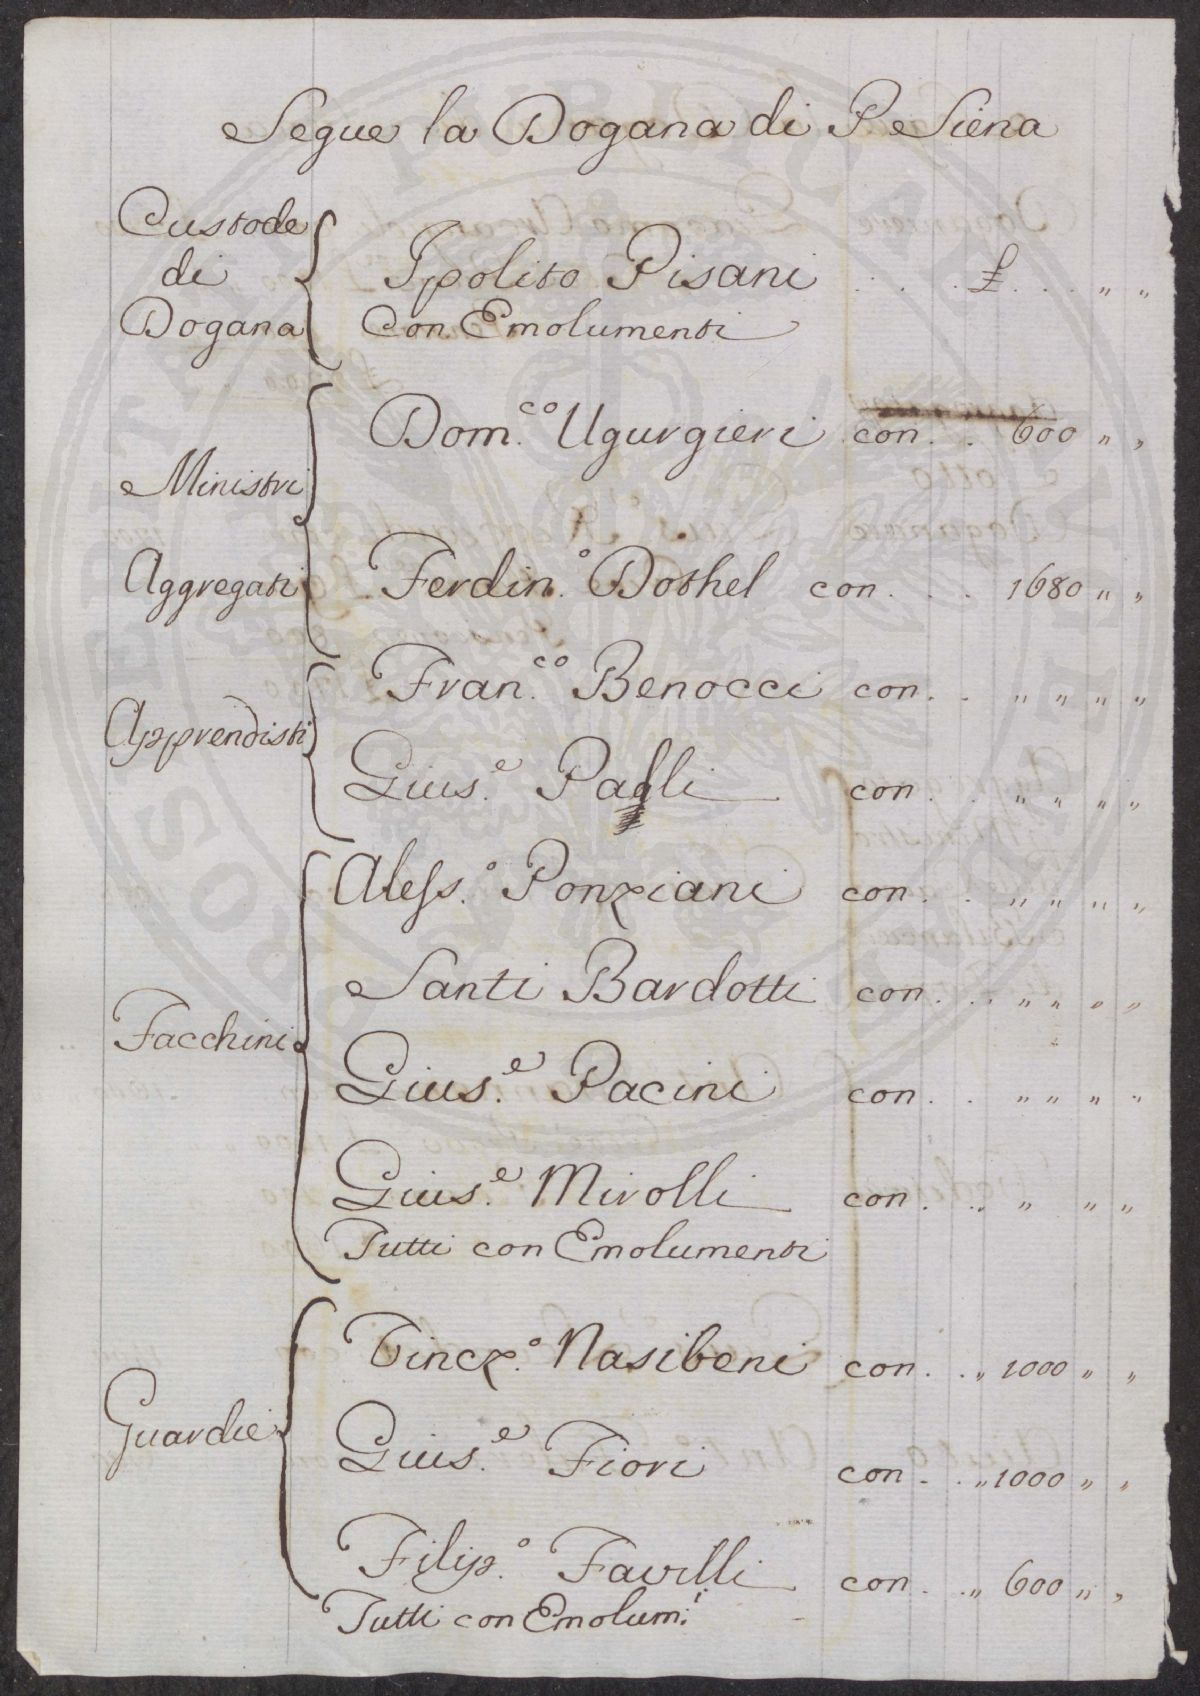 Segue la Dogana di Siena
Custode di Dogana
Ipolito Pisani . . . £ . . . " "
Con Emolumenti
Ministri Aggregati
Dom.co Ugurgieri con . . 600 " "
Ferdin.o Dothel con . . . 1680 " "
Apprendisti
Fran.co Benocci con . . " " " "
Gius.e Pagli con . . " " " "
Facchini
Aless.o Ponziani con . . " " " "
Santi Bardotti con . . " " " "
Gius.e Pacini con . . " " " "
Gius.e Mirolli con . . " " "
Tutti con Emolumenti
Guardie
Vincz.o Nasibeni con . . " 1000 " "
Gius.e Fiori con . . " 1000 " "
Filip.o Favilli con . . " 600 " "
Tutti con Emolum.i